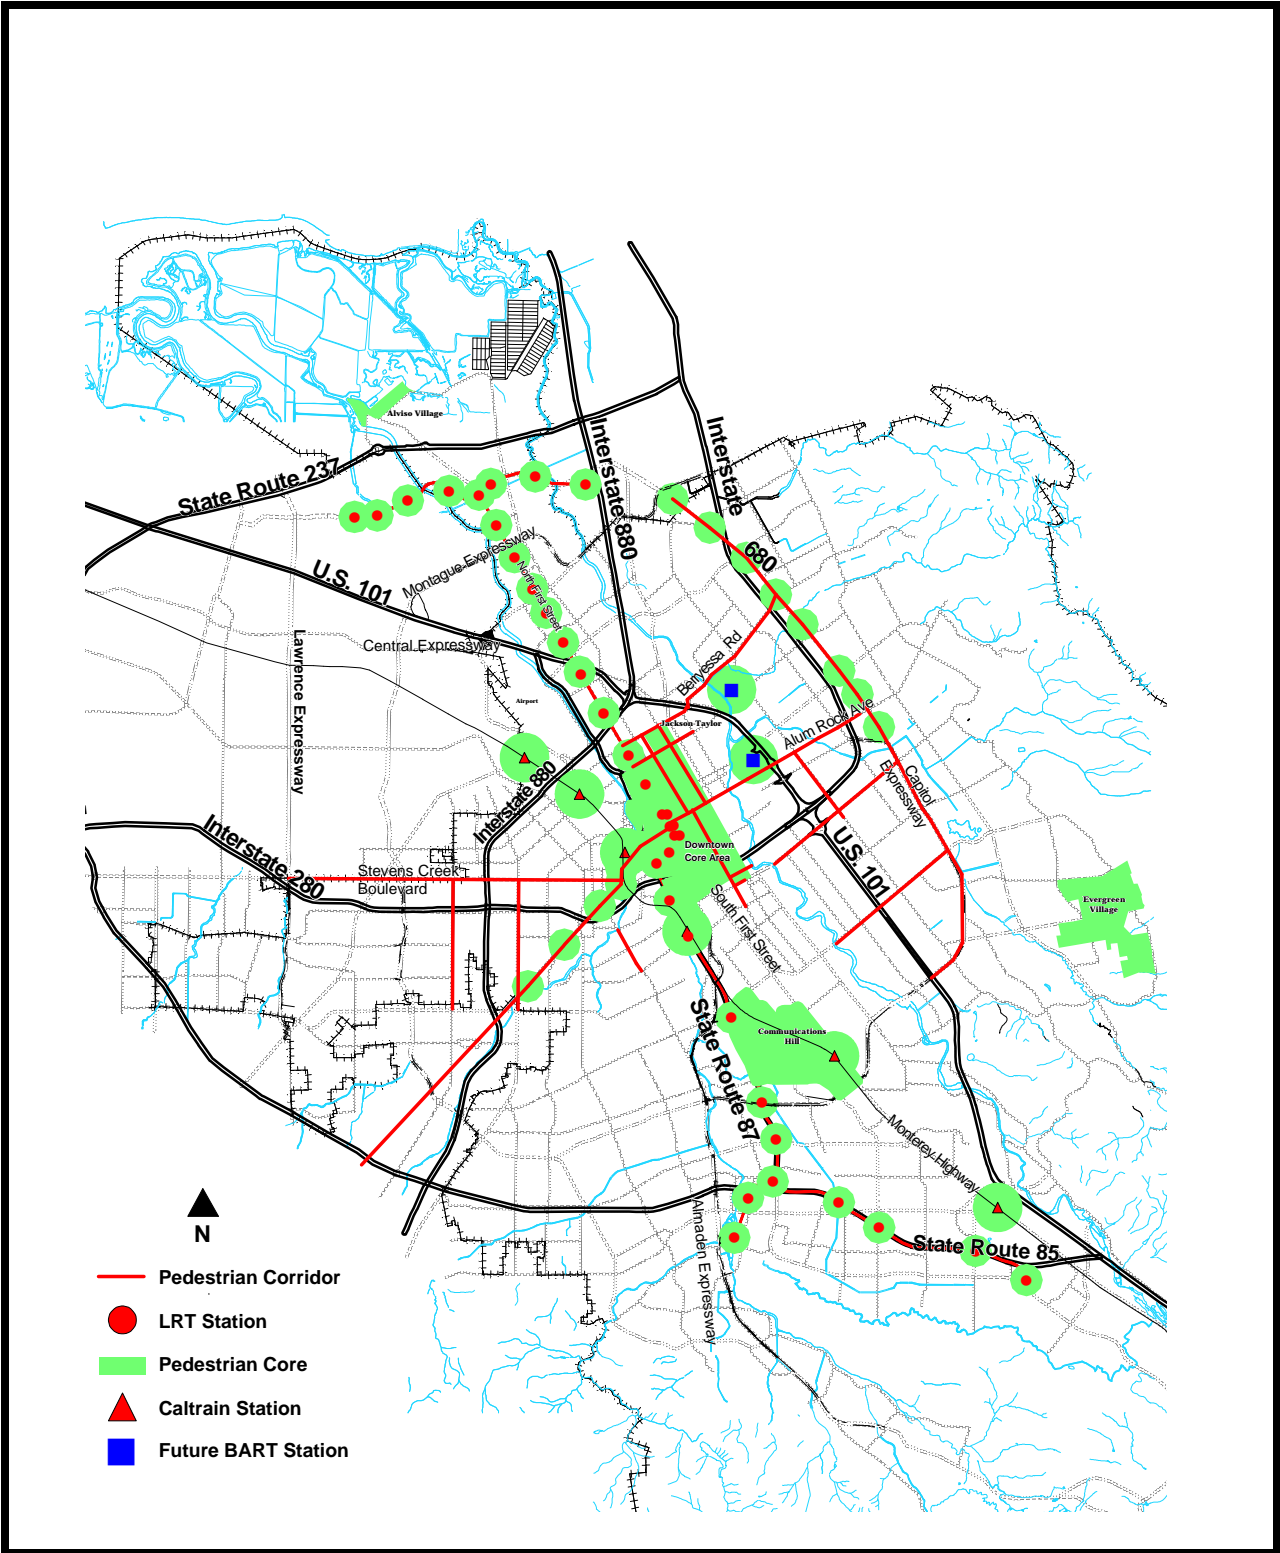 Alviso Village
State Route 237
Interstate 880
Interstate
680
U.S. 101
Montague Expressway
North First Street
Central Expressway
Lawrence Expressway
Airport
Berryessa Rd
Jackson Taylor
Alum Rock Ave
Capitol
Expressway
Interstate 880
Interstate 280
Stevens Creek
Boulevard
Downtown
Core Area
U.S. 101
South First Street
Evergreen
Village
State Route 87
Communications
Hill
Monterey Highway
Almaden Expressway
State Route 85
N
Pedestrian Corridor
LRT Station
Pedestrian Core
Caltrain Station
Future BART Station